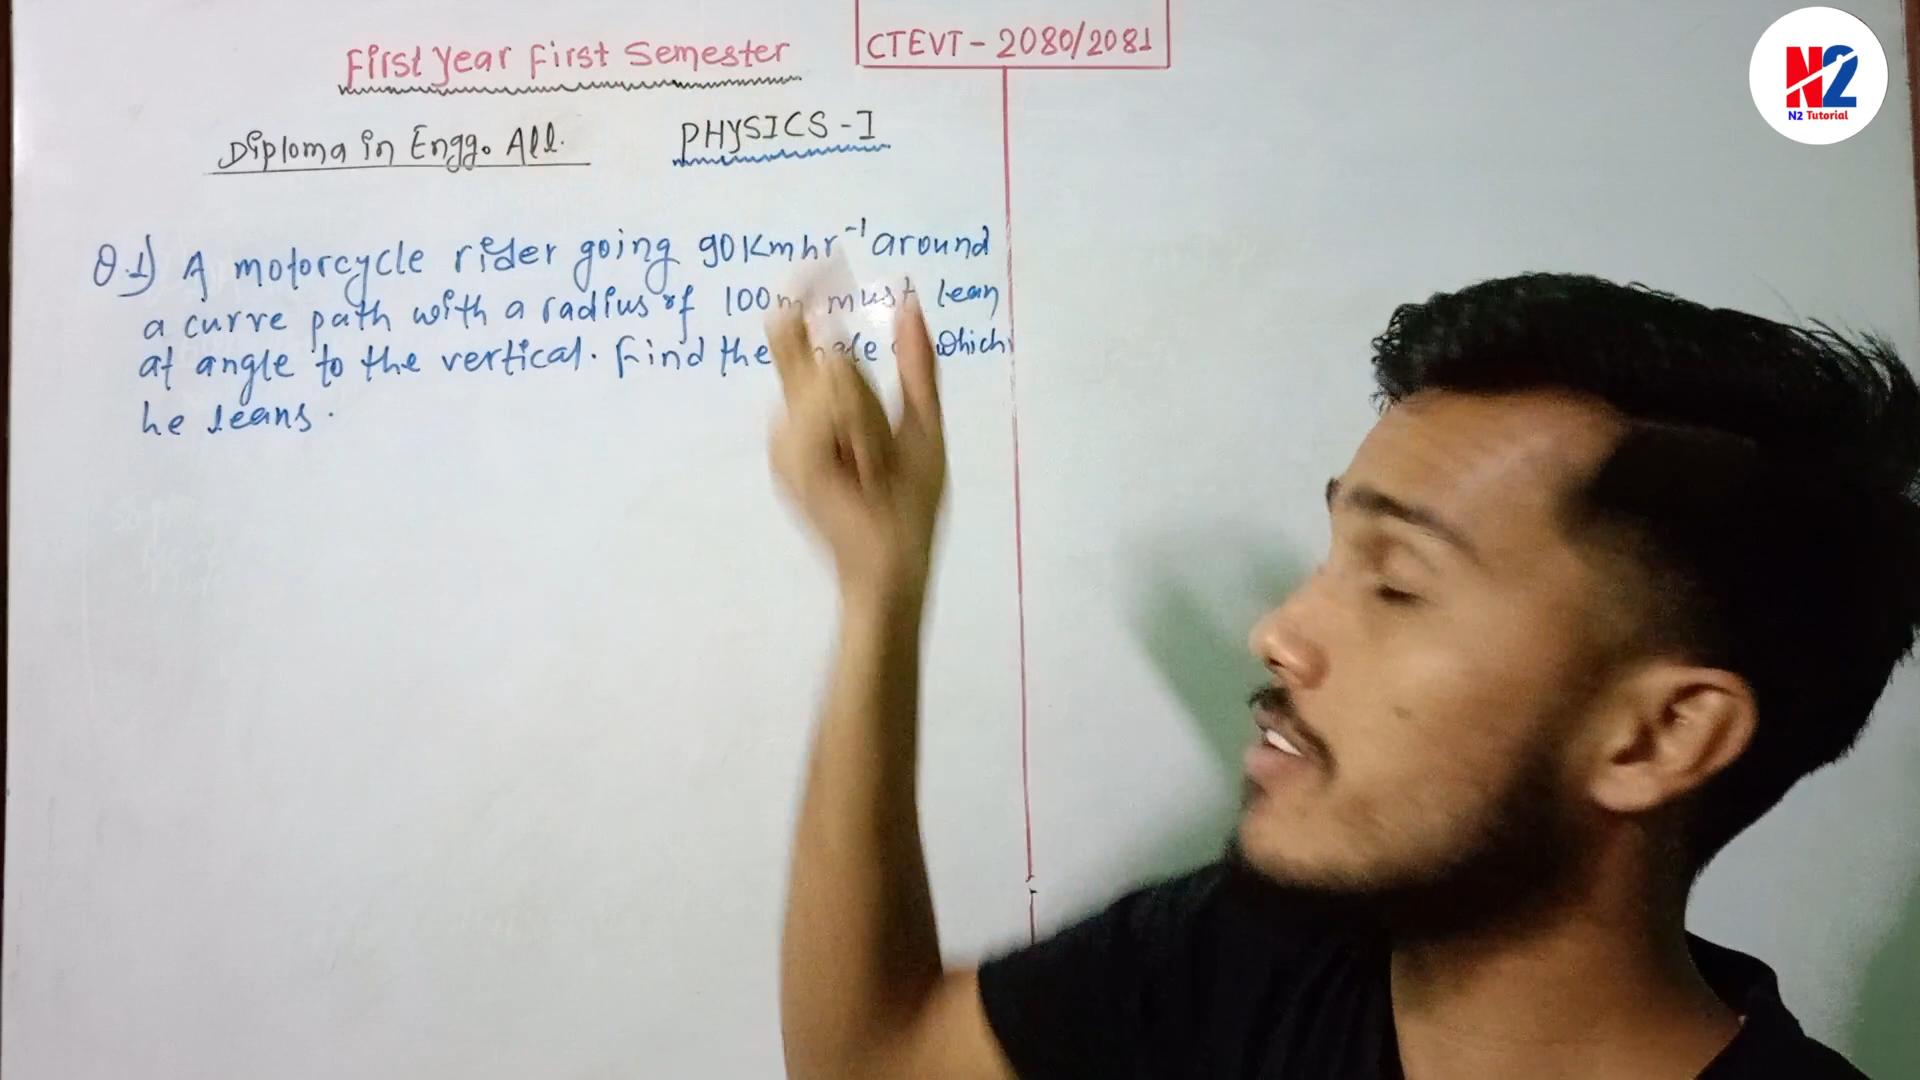 First Year First Semester
CTEVT - 2080/2081
N2
N2 Tutorial
Diploma in Engg. All.
PHYSICS - I
Q.1) A motorcycle rider going 90Kmhr⁻¹ around
a curve path with a radius of 100m must lean
at angle to the vertical. Find the which
he leans.